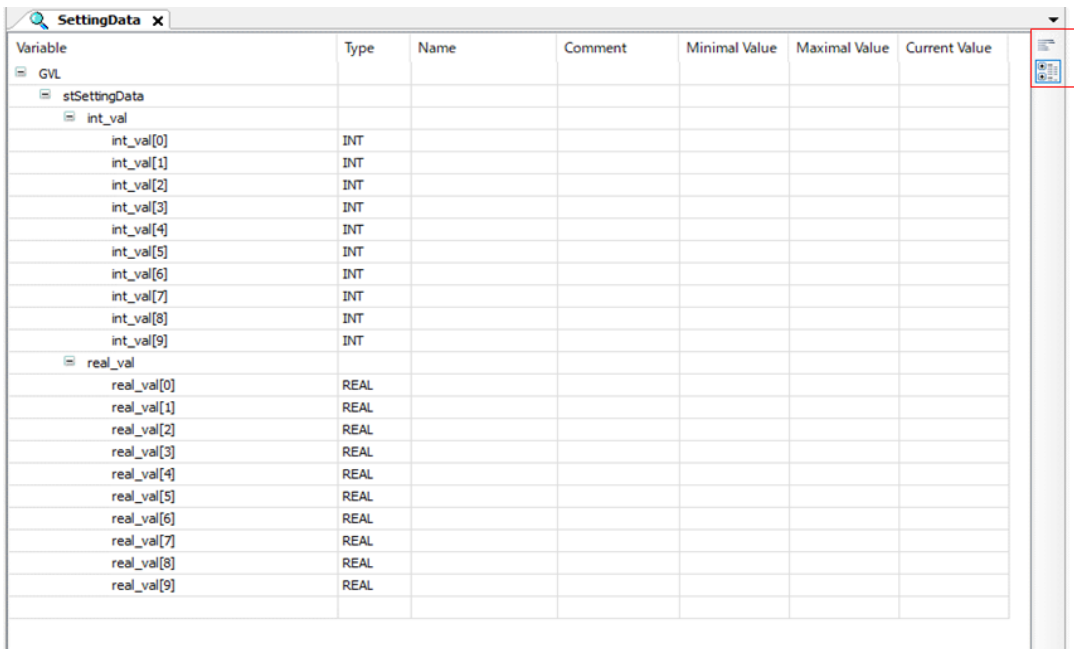 SettingData x
Variable Type Name Comment Minimal Value Maximal Value Current Value
GVL
stSettingData
int_val
int_val[0] INT
int_val[1] INT
int_val[2] INT
int_val[3] INT
int_val[4] INT
int_val[5] INT
int_val[6] INT
int_val[7] INT
int_val[8] INT
int_val[9] INT
real_val
real_val[0] REAL
real_val[1] REAL
real_val[2] REAL
real_val[3] REAL
real_val[4] REAL
real_val[5] REAL
real_val[6] REAL
real_val[7] REAL
real_val[8] REAL
real_val[9] REAL